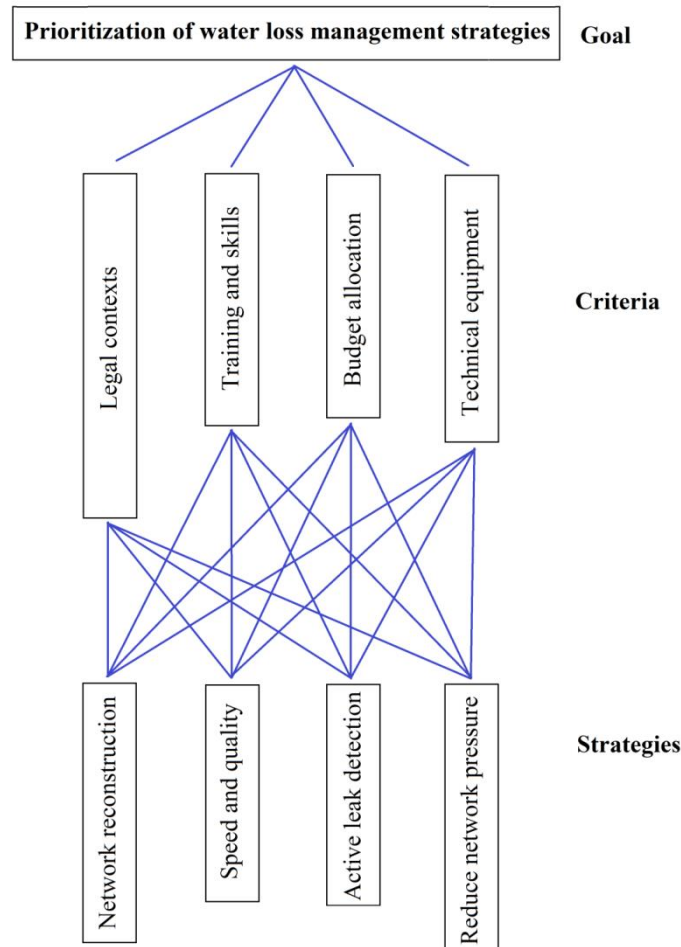 Prioritization of water loss management strategies
Goal
Legal contexts
Training and skills
Budget allocation
Technical equipment
Criteria
Network reconstruction
Speed and quality
Active leak detection
Reduce network pressure
Strategies